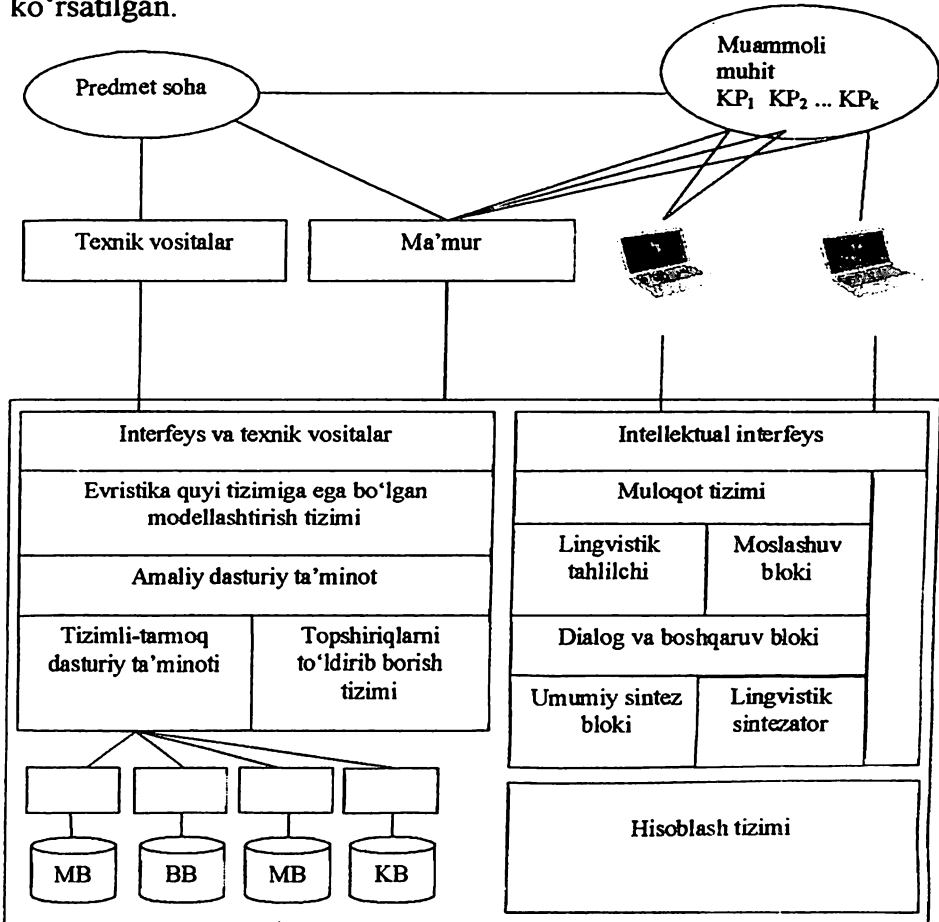 ko‘rsatilgan.
Predmet soha
Muammoli
muhit
KP₁ KP₂ ... KPₖ
Texnik vositalar
Ma’mur
Interfeys va texnik vositalar
Evristika quyi tizimiga ega bo‘lgan
modellashtirish tizimi
Amaliy dasturiy ta’minot
Tizimli-tarmoq
dasturiy ta’minoti
Topshiriqlarni
to‘ldirib borish
tizimi
MB
BB
MB
KB
Intellektual interfeys
Muloqot tizimi
Lingvistik
tahlilchi
Moslashuv
bloki
Dialog va boshqaruv bloki
Umumiy sintez
bloki
Lingvistik
sintezator
Hisoblash tizimi